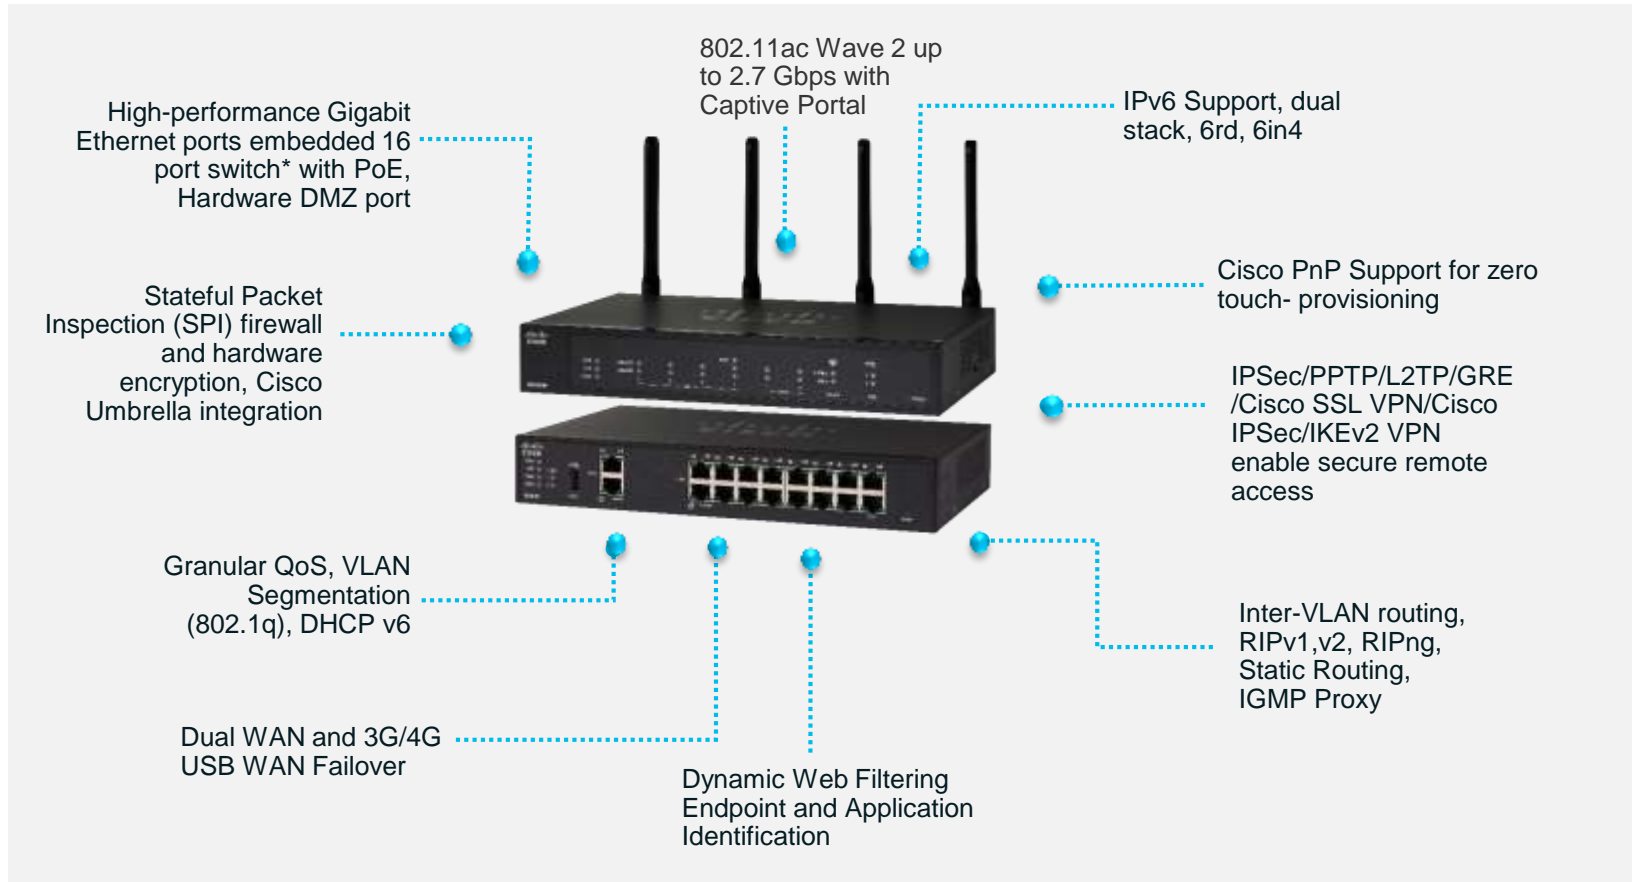 802.11ac Wave 2 up
to 2.7 Gbps with
Captive Portal
High-performance Gigabit
Ethernet ports embedded 16
port switch* with PoE,
Hardware DMZ port
IPv6 Support, dual
stack, 6rd, 6in4
Stateful Packet
Inspection (SPI) firewall
and hardware
encryption, Cisco
Umbrella integration
Cisco PnP Support for zero
touch- provisioning
IPSec/PPTP/L2TP/GRE
/Cisco SSL VPN/Cisco
IPSec/IKEv2 VPN
enable secure remote
access
Granular QoS, VLAN
Segmentation
(802.1q), DHCP v6
Inter-VLAN routing,
RIPv1,v2, RIPng,
Static Routing,
IGMP Proxy
Dual WAN and 3G/4G
USB WAN Failover
Dynamic Web Filtering
Endpoint and Application
Identification